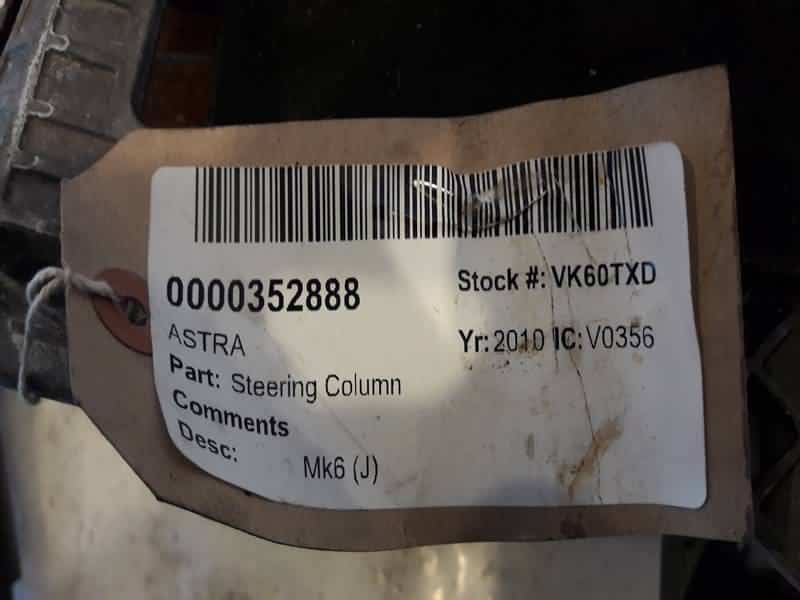 0000352888
Stock #: VK60TXD
ASTRA
Yr: 2010 IC: V0356
Part: Steering Column
Comments
Desc:
Mk6 (J)